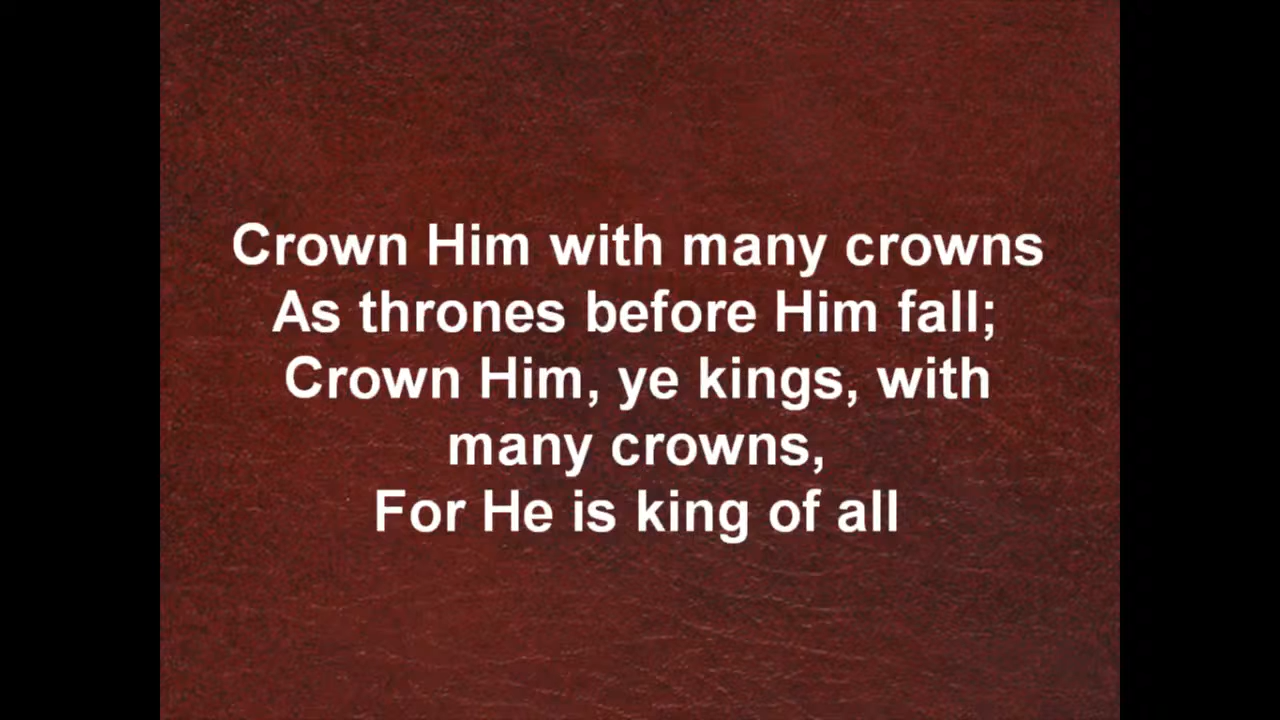 Crown Him with many crowns
As thrones before Him fall;
Crown Him, ye kings, with
many crowns,
For He is king of all